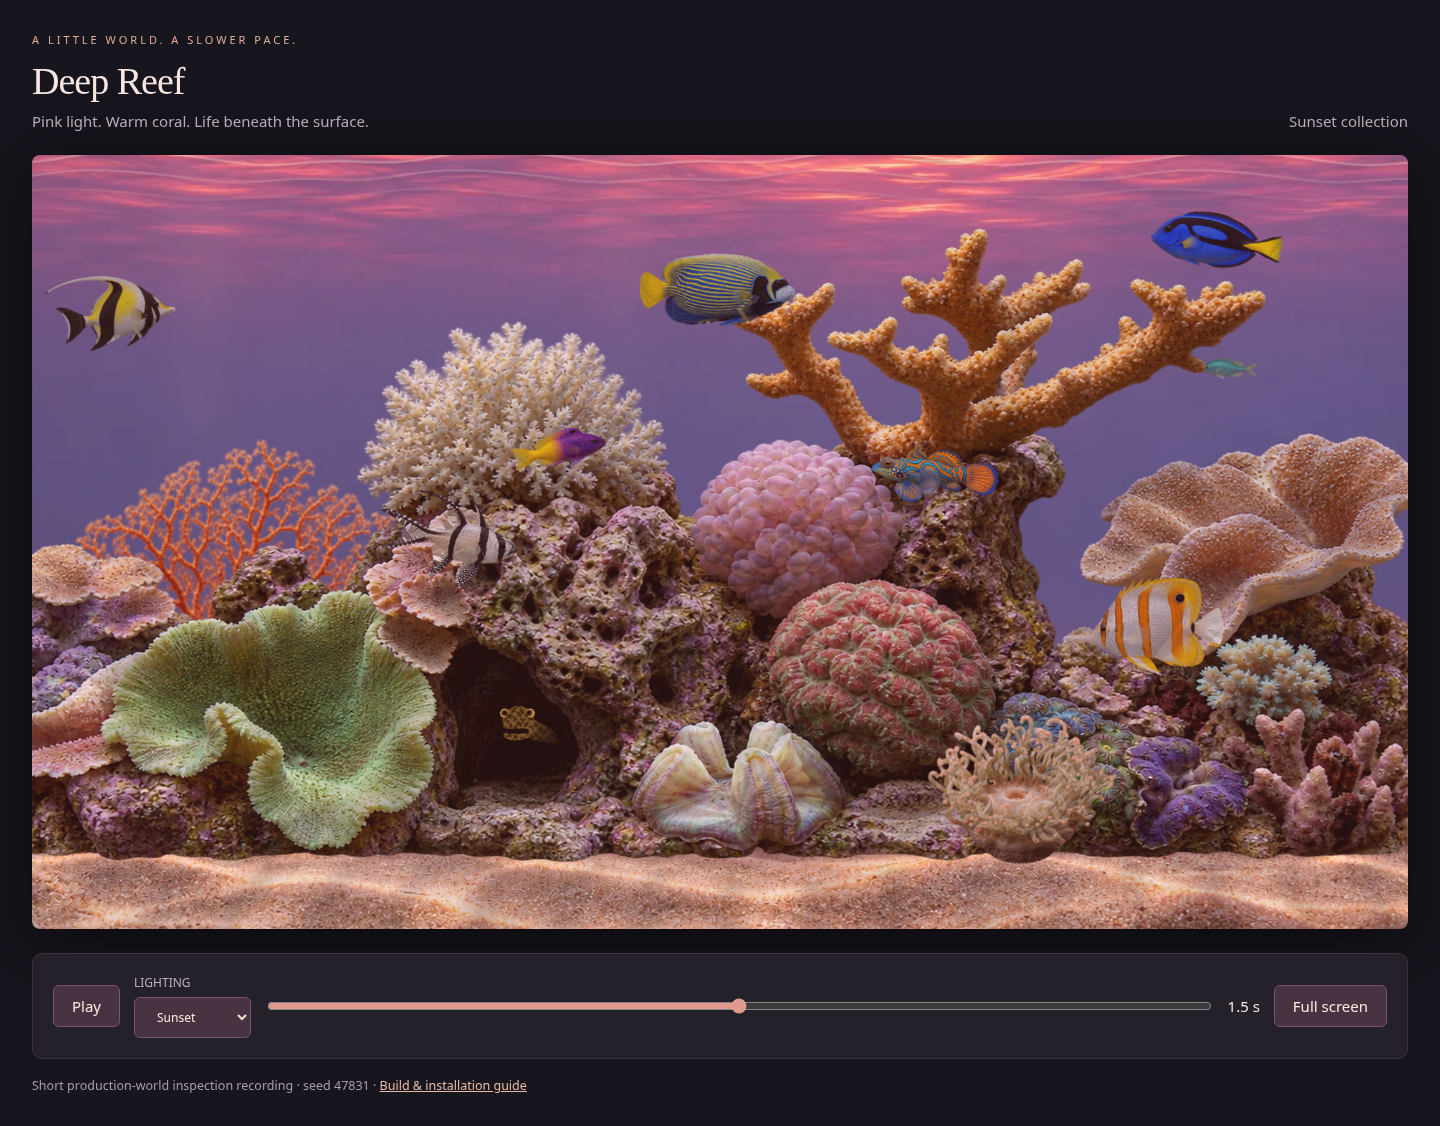 A LITTLE WORLD. A SLOWER PACE.
Deep Reef
Pink light. Warm coral. Life beneath the surface.
Sunset collection
LIGHTING
Play
Sunset
1.5 s
Full screen
Short production-world inspection recording · seed 47831 · Build & installation guide